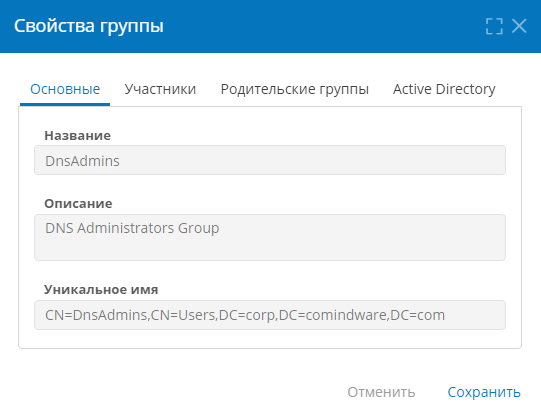 Свойства группы
Основные Участники Родительские группы Active Directory
Название
DnsAdmins
Описание
DNS Administrators Group
Уникальное имя
CN=DnsAdmins,CN=Users,DC=corp,DC=comindware,DC=com
Отменить Сохранить